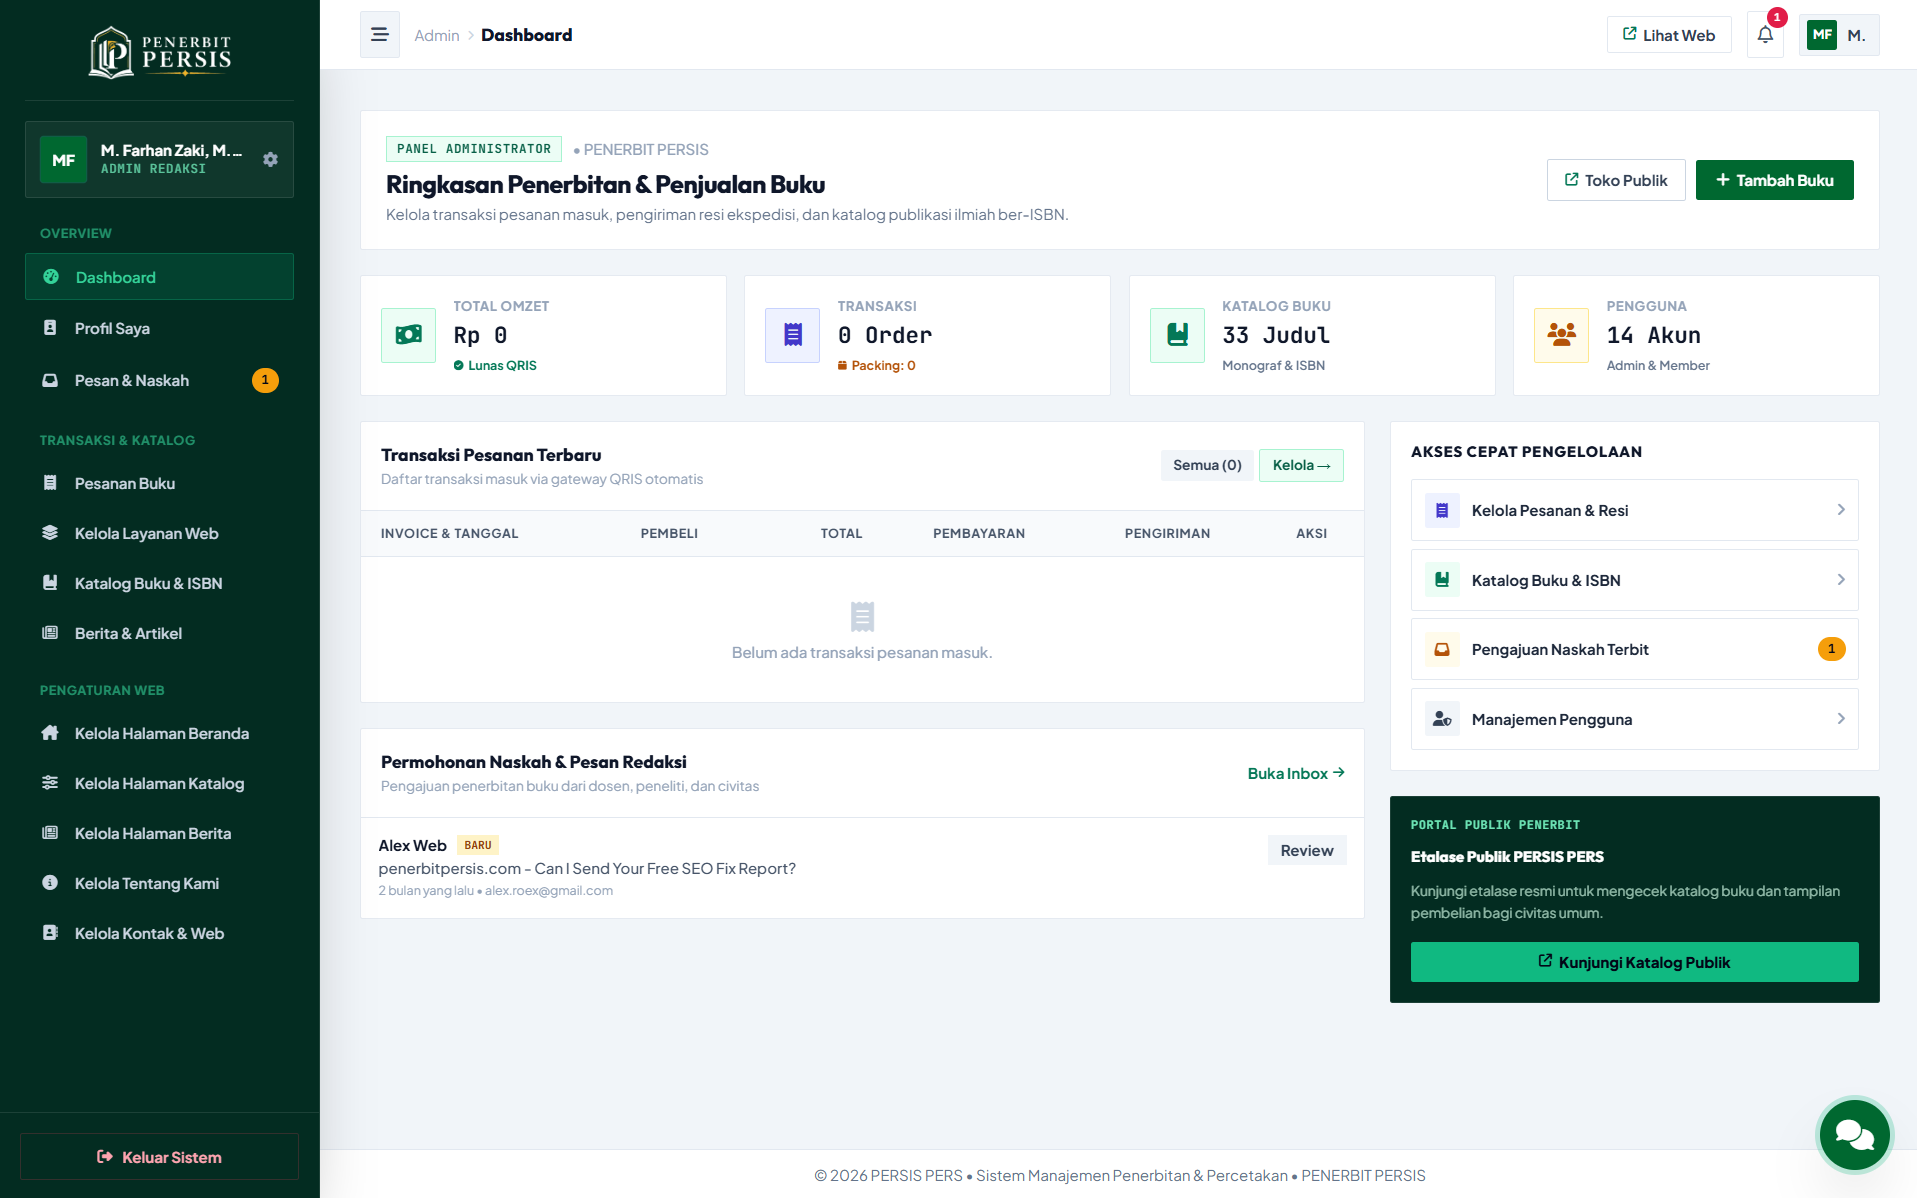 PENERBIT
PERSIS
MF
M. Farhan Zaki, M....
ADMIN REDAKSI
OVERVIEW
Dashboard
Profil Saya
Pesan & Naskah
1
TRANSAKSI & KATALOG
Pesanan Buku
Kelola Layanan Web
Katalog Buku & ISBN
Berita & Artikel
PENGATURAN WEB
Kelola Halaman Beranda
Kelola Halaman Katalog
Kelola Halaman Berita
Kelola Tentang Kami
Kelola Kontak & Web
Keluar Sistem
Admin
Dashboard
Lihat Web
1
MF
M.
PANEL ADMINISTRATOR
• PENERBIT PERSIS
Ringkasan Penerbitan & Penjualan Buku
Kelola transaksi pesanan masuk, pengiriman resi ekspedisi, dan katalog publikasi ilmiah ber-ISBN.
Toko Publik
+ Tambah Buku
TOTAL OMZET
Rp 0
Lunas QRIS
TRANSAKSI
0 Order
Packing: 0
KATALOG BUKU
33 Judul
Monograf & ISBN
PENGGUNA
14 Akun
Admin & Member
Transaksi Pesanan Terbaru
Daftar transaksi masuk via gateway QRIS otomatis
Semua (0)
Kelola →
INVOICE & TANGGAL
PEMBELI
TOTAL
PEMBAYARAN
PENGIRIMAN
AKSI
Belum ada transaksi pesanan masuk.
Permohonan Naskah & Pesan Redaksi
Pengajuan penerbitan buku dari dosen, peneliti, dan civitas
Buka Inbox →
Alex Web
BARU
penerbitpersis.com - Can I Send Your Free SEO Fix Report?
2 bulan yang lalu • alex.roex@gmail.com
Review
AKSES CEPAT PENGELOLAAN
Kelola Pesanan & Resi
Katalog Buku & ISBN
Pengajuan Naskah Terbit
1
Manajemen Pengguna
PORTAL PUBLIK PENERBIT
Etalase Publik PERSIS PERS
Kunjungi etalase resmi untuk mengecek katalog buku dan tampilan
pembelian bagi civitas umum.
Kunjungi Katalog Publik
© 2026 PERSIS PERS • Sistem Manajemen Penerbitan & Percetakan • PENERBIT PERSIS